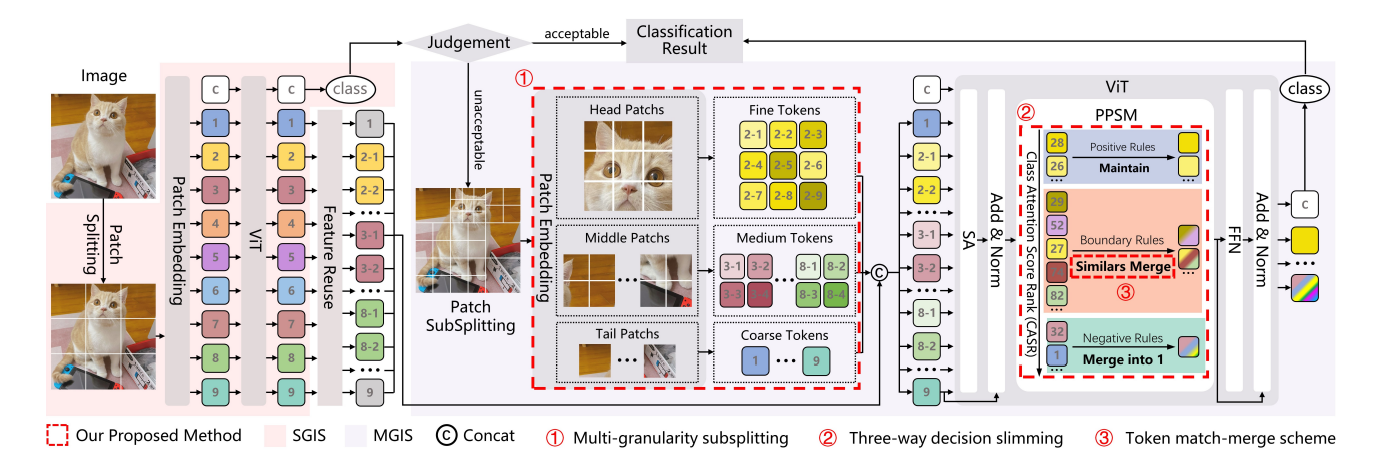 Image
Patch
Splitting
Patch Embedding
c
1
2
3
4
5
6
7
8
9
ViT
c
1
2
3
4
5
6
7
8
9
class
Feature Reuse
1
2-1
2-2
3-1
3-2
8-1
8-2
9
Judgement
acceptable
unacceptable
Classification
Result
Patch
SubSplitting
①
Patch Embedding
Head Patchs
Middle Patchs
Tail Patchs
Fine Tokens
2-1 2-2 2-3
2-4 2-5 2-6
2-7 2-8 2-9
Medium Tokens
3-1 3-2 8-1 8-2
3-3 3-4 8-3 8-4
Coarse Tokens
1 9
C
c
1
2-1
2-2
3-1
3-2
8-1
8-2
9
ViT
SA
Add & Norm
②
PPSM
Class Attention Score Rank (CASR)
28
26
Positive Rules
Maintain
29
52
27
82
Boundary Rules
Similars Merge
③
32
1
Negative Rules
Merge into 1
FFN
Add & Norm
class
c
Our Proposed Method
SGIS
MGIS
C Concat
① Multi-granularity subsplitting
② Three-way decision slimming
③ Token match-merge scheme